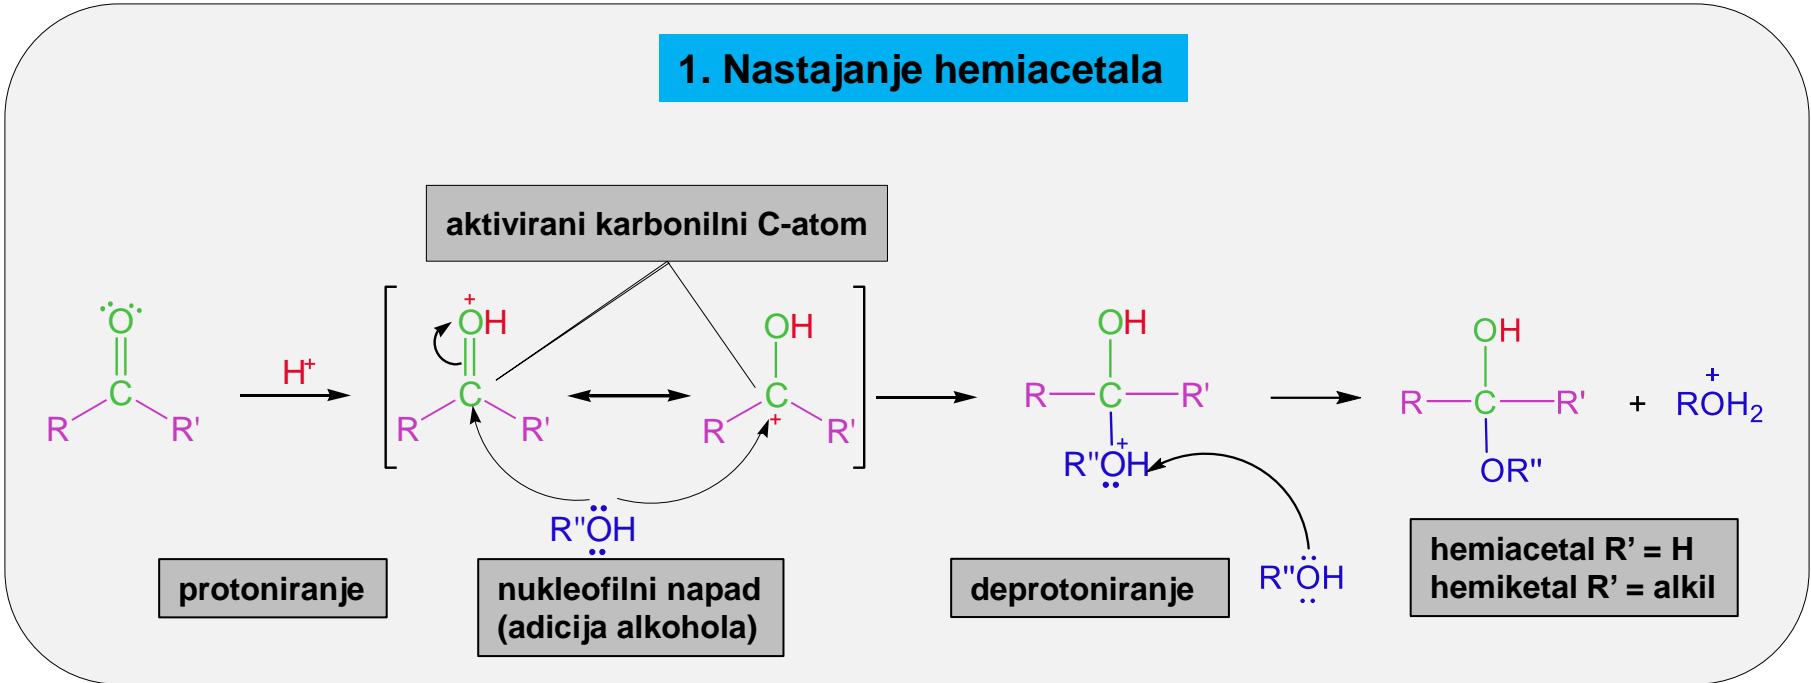 1. Nastajanje hemiacetala
aktivirani karbonilni C-atom
O
C
R R'
H+
+
OH
C
R R'
OH
C
+
R R'
R"OH
OH
R C R'
+
R"OH
R"OH
OH
R C R'
OR"
+
+
ROH2
protoniranje
nukleofilni napad
(adicija alkohola)
deprotoniranje
hemiacetal R’ = H
hemiketal R’ = alkil